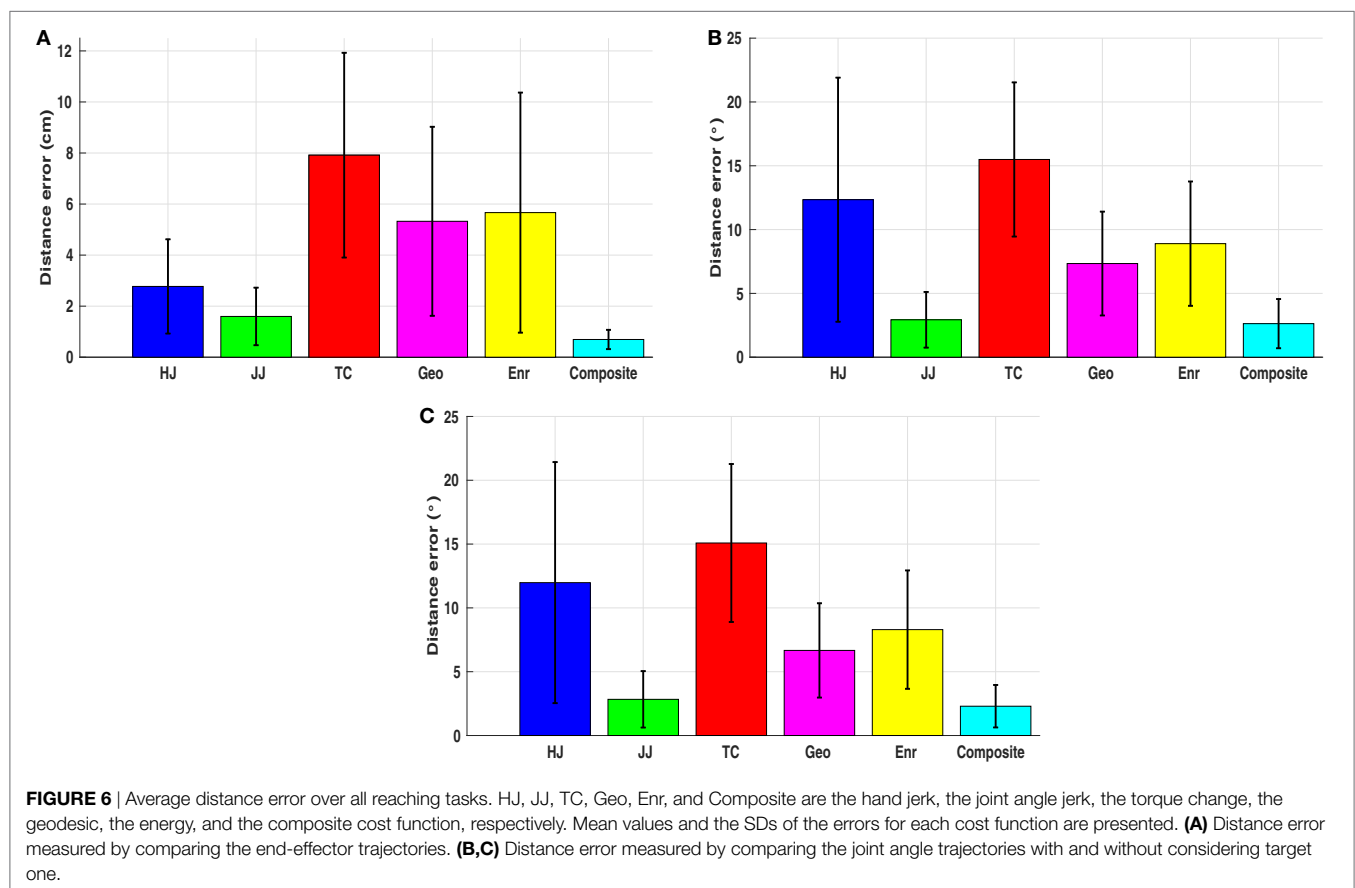 A
12
10
8
6
4
2
0
Distance error (cm)
HJ JJ TC Geo Enr Composite
B
25
20
15
10
5
0
Distance error (°)
HJ JJ TC Geo Enr Composite
C
25
20
15
10
5
0
Distance error (°)
HJ JJ TC Geo Enr Composite
FIGURE 6 | Average distance error over all reaching tasks. HJ, JJ, TC, Geo, Enr, and Composite are the hand jerk, the joint angle jerk, the torque change, the
geodesic, the energy, and the composite cost function, respectively. Mean values and the SDs of the errors for each cost function are presented. (A) Distance error
measured by comparing the end-effector trajectories. (B,C) Distance error measured by comparing the joint angle trajectories with and without considering target
one.